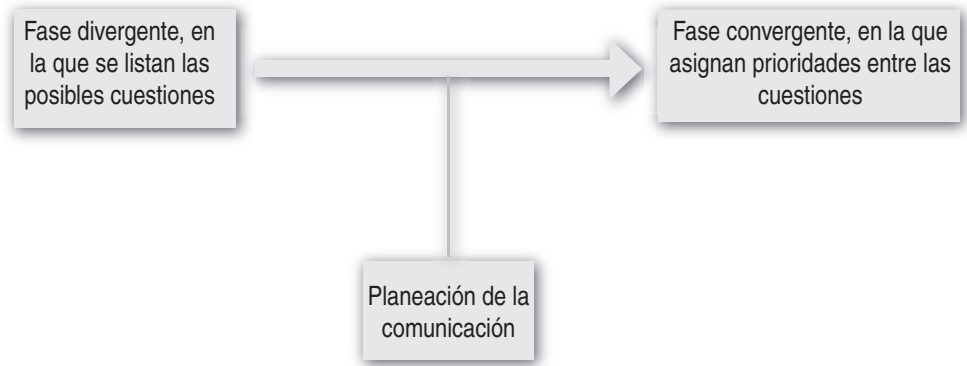 Fase divergente, en
la que se listan las
posibles cuestiones
Fase convergente, en la que
asignan prioridades entre las
cuestiones
Planeación de la
comunicación